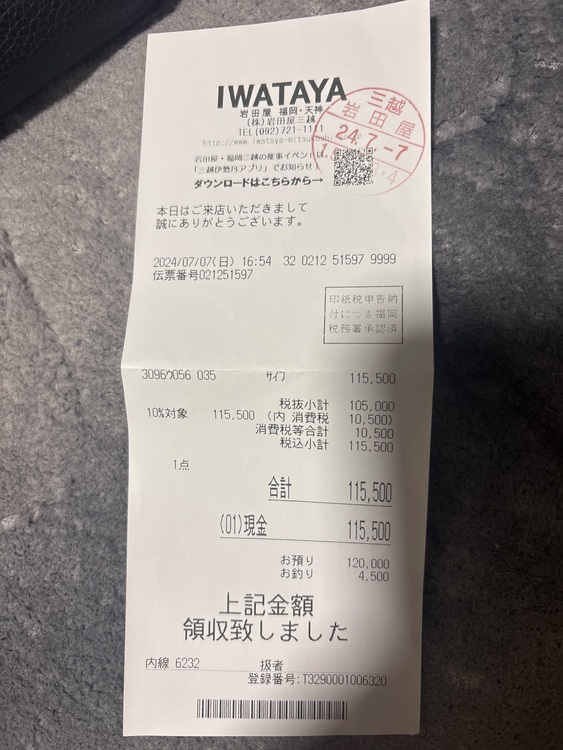 IWATAYA
岩田屋 福岡・天神
(株)岩田屋三越
TEL(092)721-1111
http://www.iwataya-mitsukoshi
岩田屋・福岡三越の催事イベントは、
「三越伊勢丹アプリ」でお知らせ!
ダウンロードはこちらから→
三越
岩田屋
24.7-7
本日はご来店いただきまして
誠にありがとうございます。
2024/07/07(日) 16:54 32 0212 51597 9999
伝票番号021251597
印紙税申告納
付につき福岡
税務署承認済
30960056 035 サイフ 115,500
税抜小計 105,000
10%対象 115,500 (内 消費税 10,500)
消費税等合計 10,500
税込小計 115,500
1点
合計 115,500
(01)現金 115,500
お預り 120,000
お釣り 4,500
上記金額
領収致しました
内線 6232 扱者
登録番号:T3290001006320